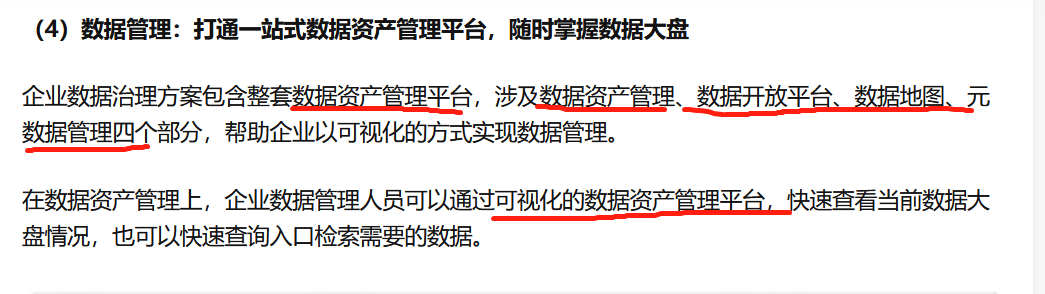 （4）数据管理：打通一站式数据资产管理平台，随时掌握数据大盘
企业数据治理方案包含整套数据资产管理平台，涉及数据资产管理、数据开放平台、数据地图、元
数据管理四个部分，帮助企业以可视化的方式实现数据管理。
在数据资产管理上，企业数据管理人员可以通过可视化的数据资产管理平台，快速查看当前数据大
盘情况，也可以快速查询入口检索需要的数据。